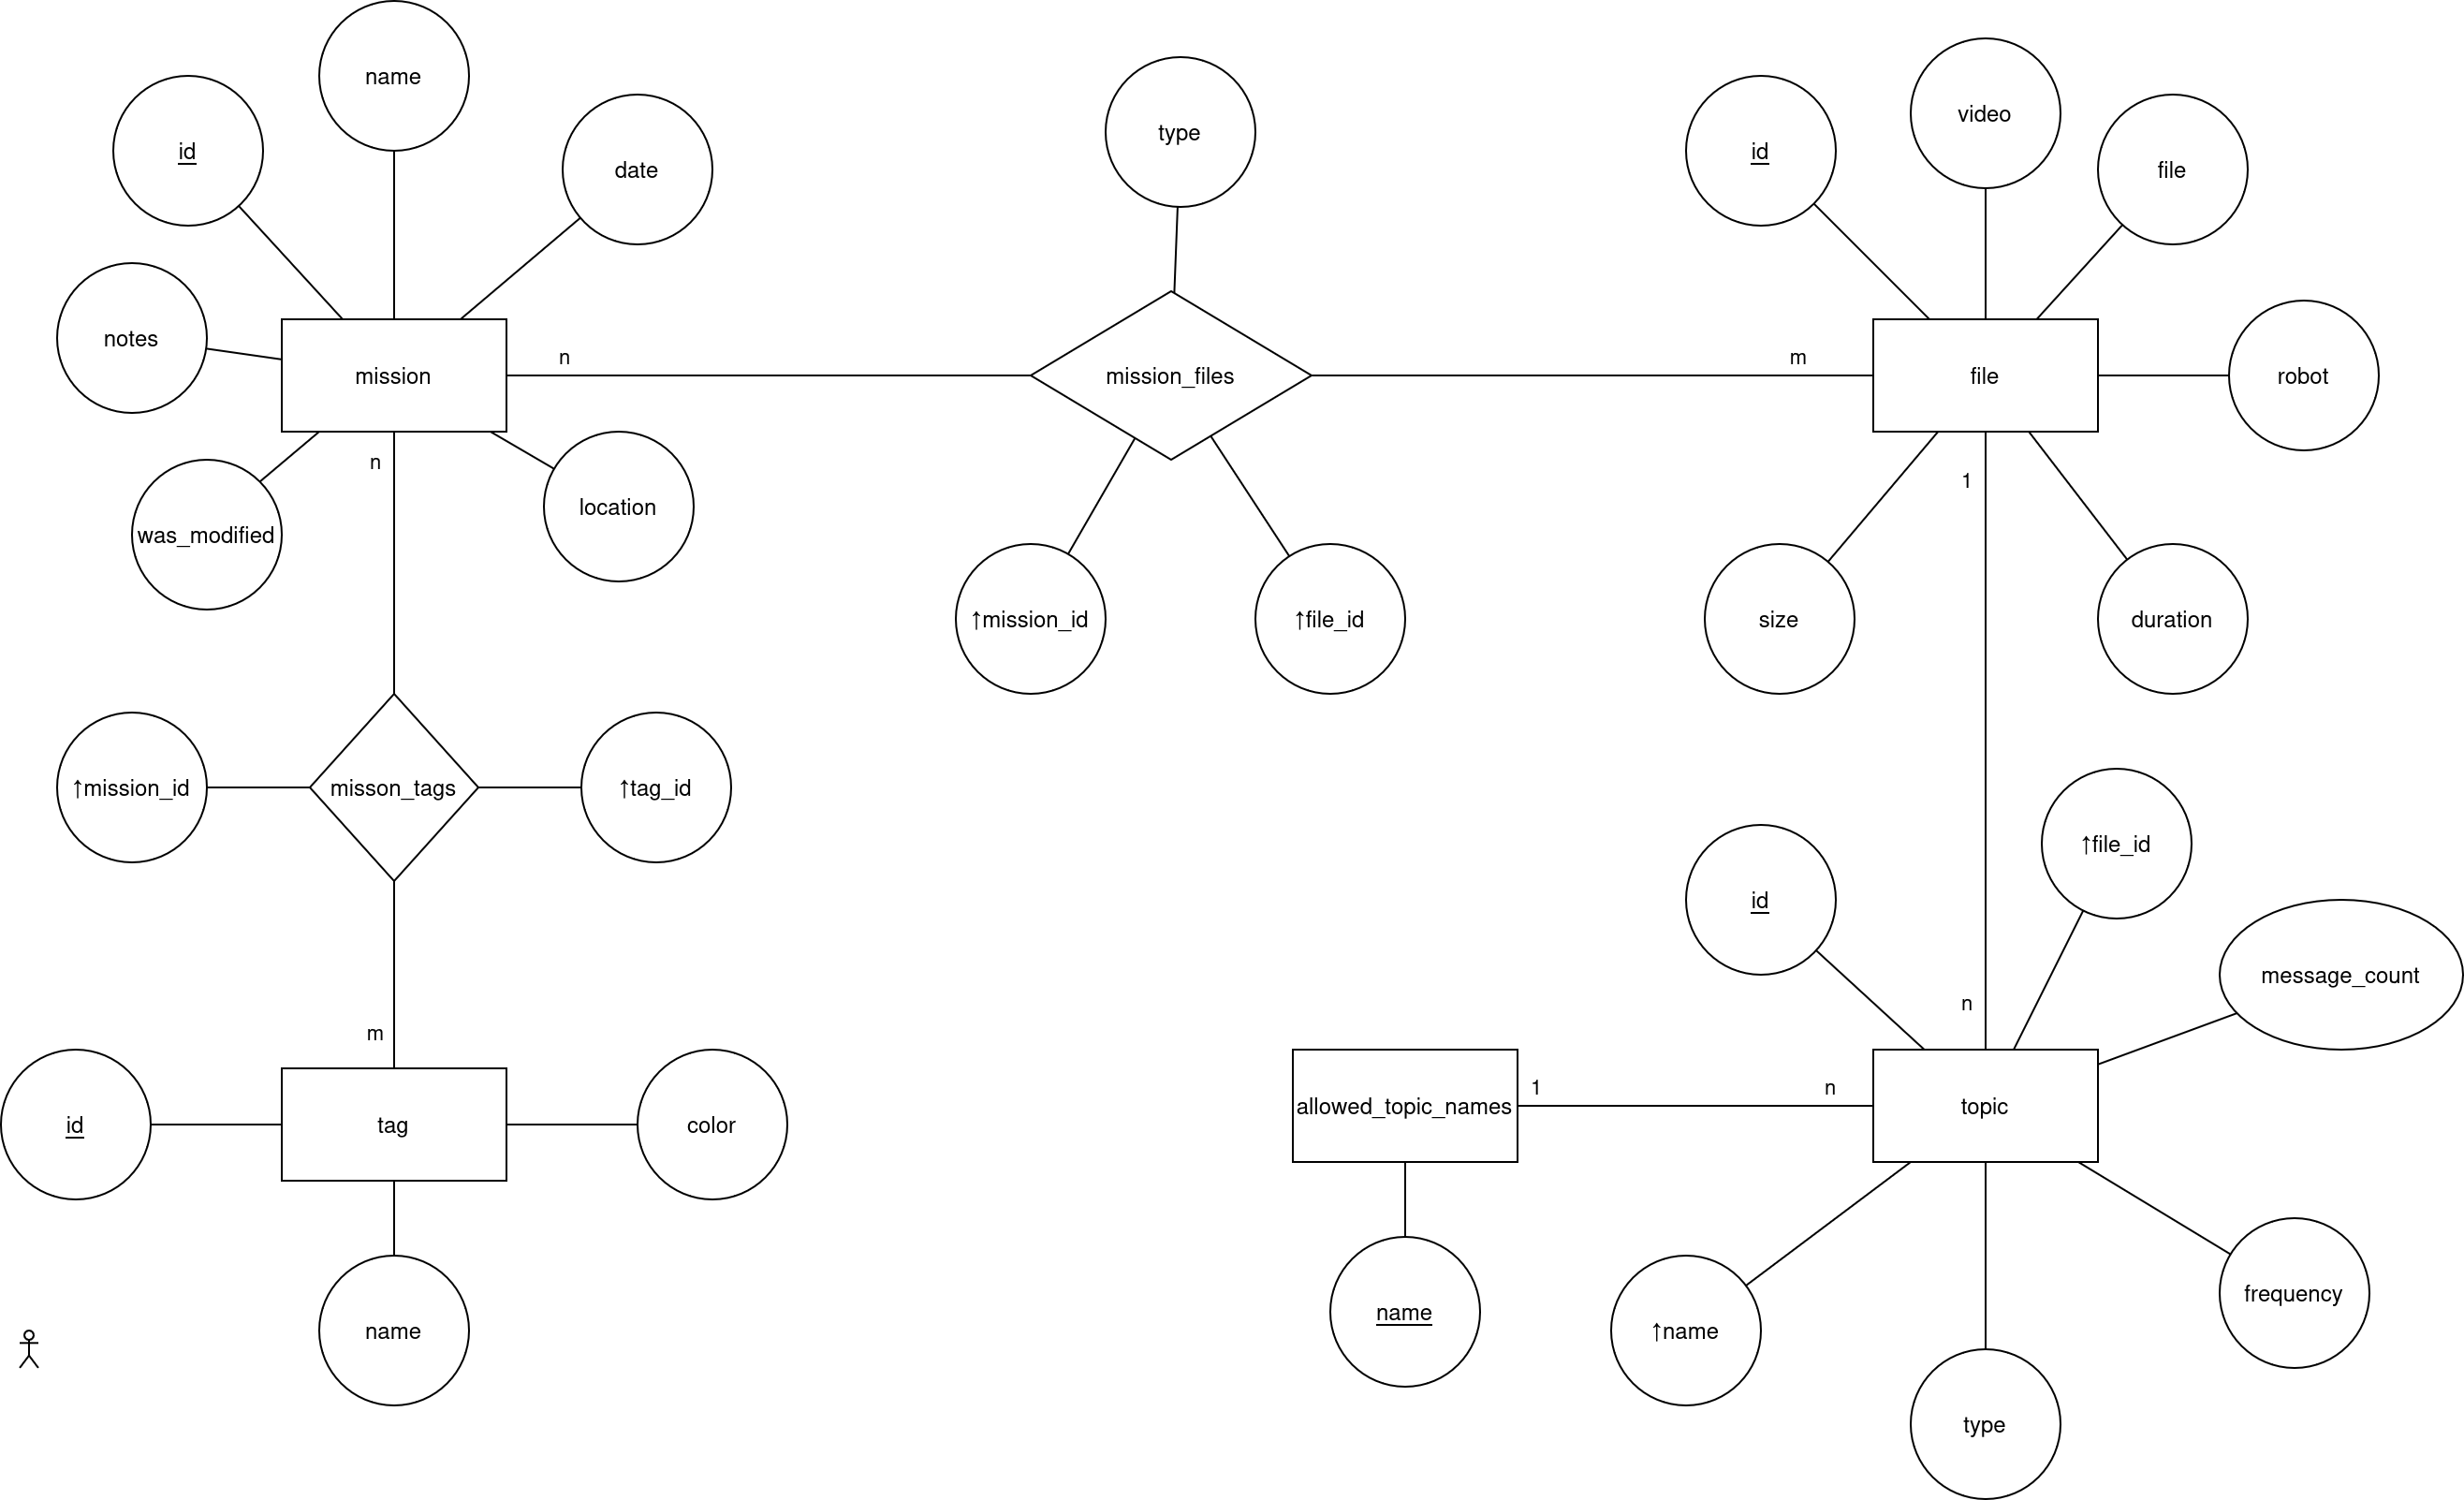 name
id
date
notes
mission
n
was_modified
location
n
type
mission_files
m
↑mission_id
↑file_id
id
video
file
file
robot
1
size
duration
↑mission_id
misson_tags
↑tag_id
m
id
tag
color
name
id
↑file_id
message_count
n
allowed_topic_names
1
n
topic
name
↑name
type
frequency